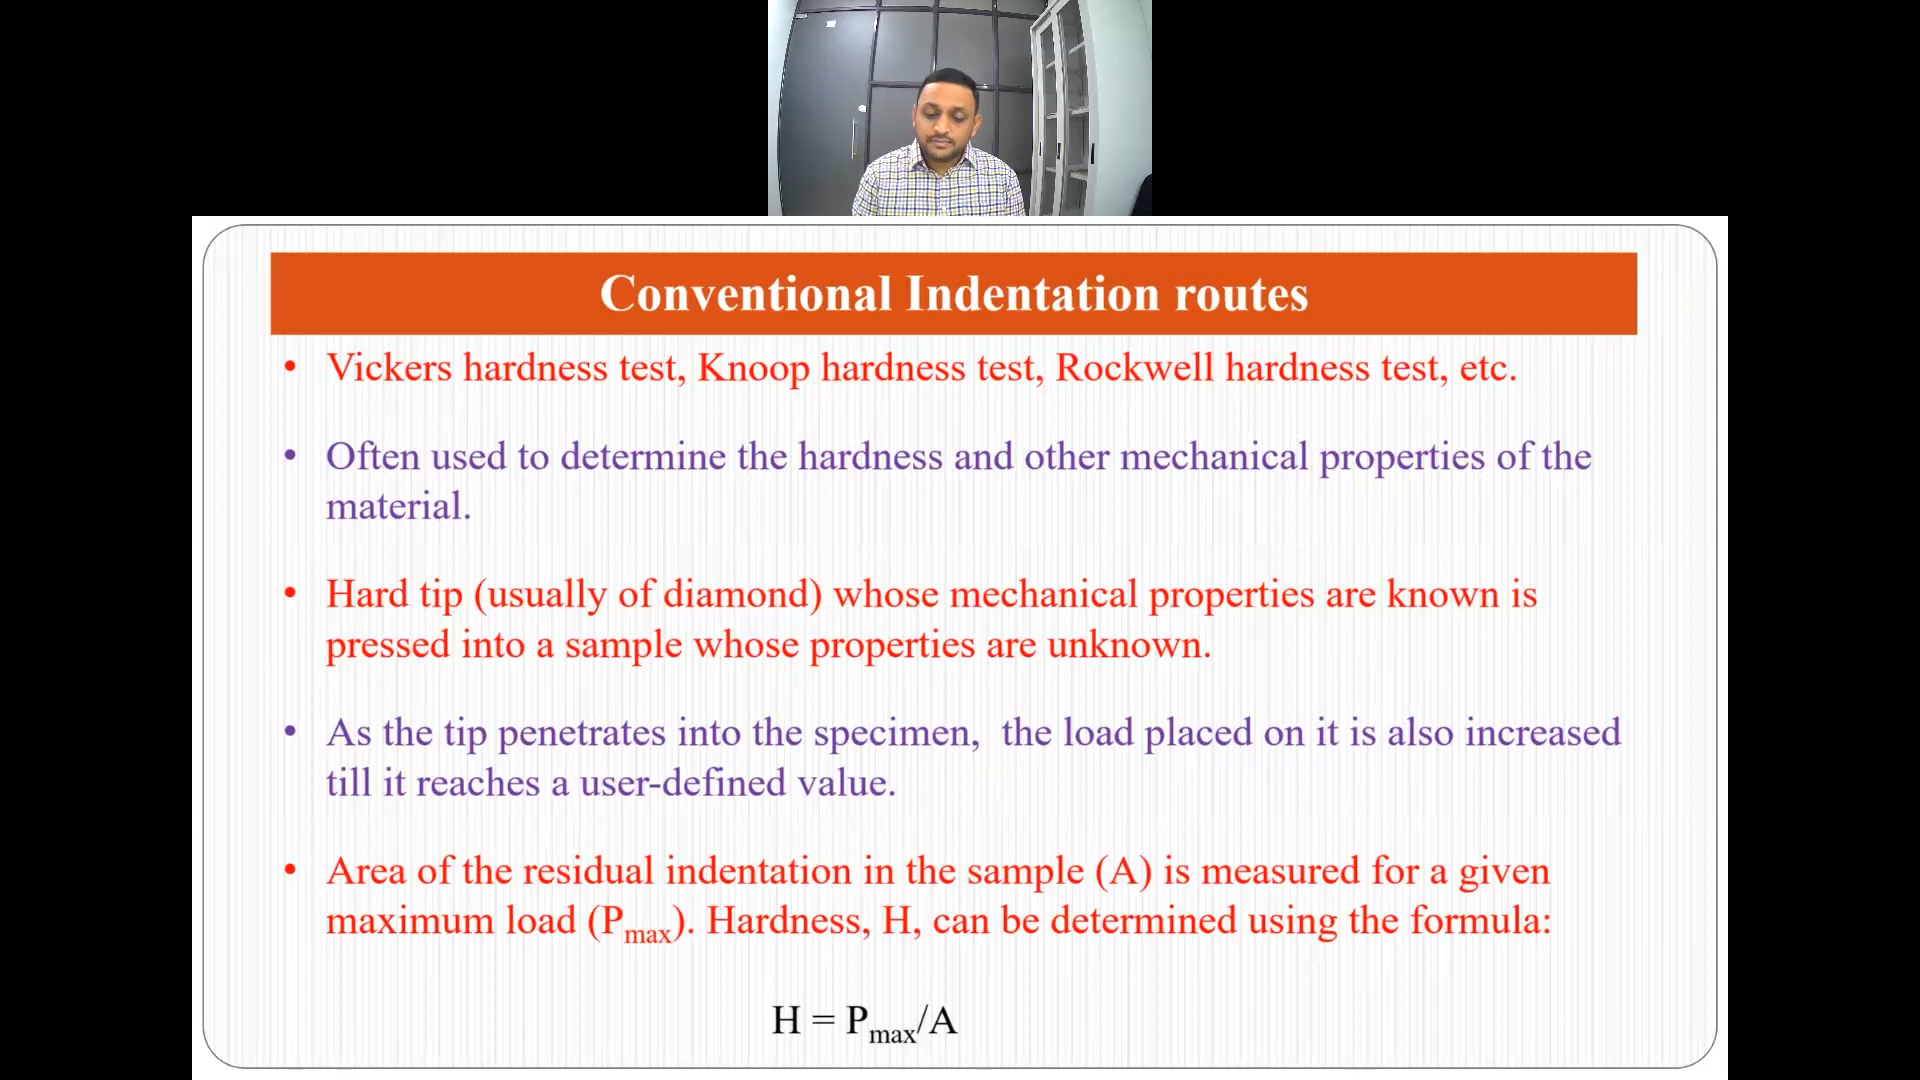 Conventional Indentation routes
• Vickers hardness test, Knoop hardness test, Rockwell hardness test, etc.
• Often used to determine the hardness and other mechanical properties of the
material.
• Hard tip (usually of diamond) whose mechanical properties are known is
pressed into a sample whose properties are unknown.
• As the tip penetrates into the specimen,  the load placed on it is also increased
till it reaches a user-defined value.
• Area of the residual indentation in the sample (A) is measured for a given
maximum load (Pmax). Hardness, H, can be determined using the formula:
H = Pmax/A